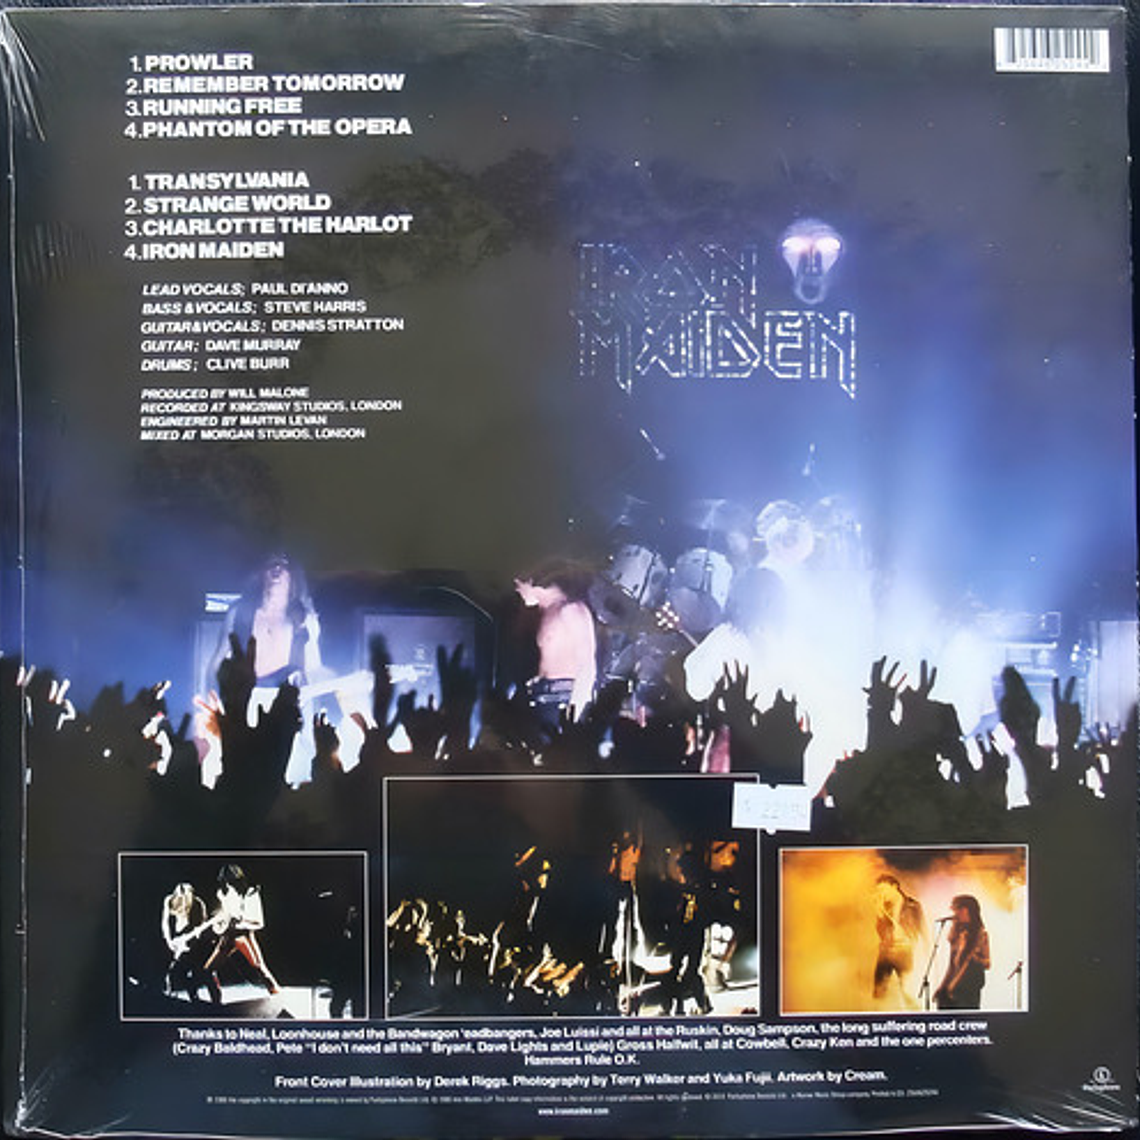 1. PROWLER
2. REMEMBER TOMORROW
3. RUNNING FREE
4. PHANTOM OF THE OPERA
1. TRANSYLVANIA
2. STRANGE WORLD
3. CHARLOTTE THE HARLOT
4. IRON MAIDEN
LEAD VOCALS; PAUL DI'ANNO
BASS & VOCALS; STEVE HARRIS
GUITAR & VOCALS; DENNIS STRATTON
GUITAR; DAVE MURRAY
DRUMS; CLIVE BURR
PRODUCED BY WILL MALONE
RECORDED AT KINGSWAY STUDIOS, LONDON
ENGINEERED BY MARTIN LEVAN
MIXED AT MORGAN STUDIOS, LONDON
IRON
MAIDEN
Thanks to Neal, Loonhouse and the Bandwagon 'eadbangers, Joe Luissi and all at the Ruskin, Doug Sampson, the long suffering road crew
(Crazy Baldhead, Pete "I don't need all this" Bryant, Dave Lights and Lupie) Gross Halfwit, all at Cowbell, Crazy Ken and the one percenters.
Hammers Rule O.K.
Front Cover Illustration by Derek Riggs. Photography by Terry Walker and Yuka Fujii. Artwork by Cream.
www.ironmaiden.com
Parlophone